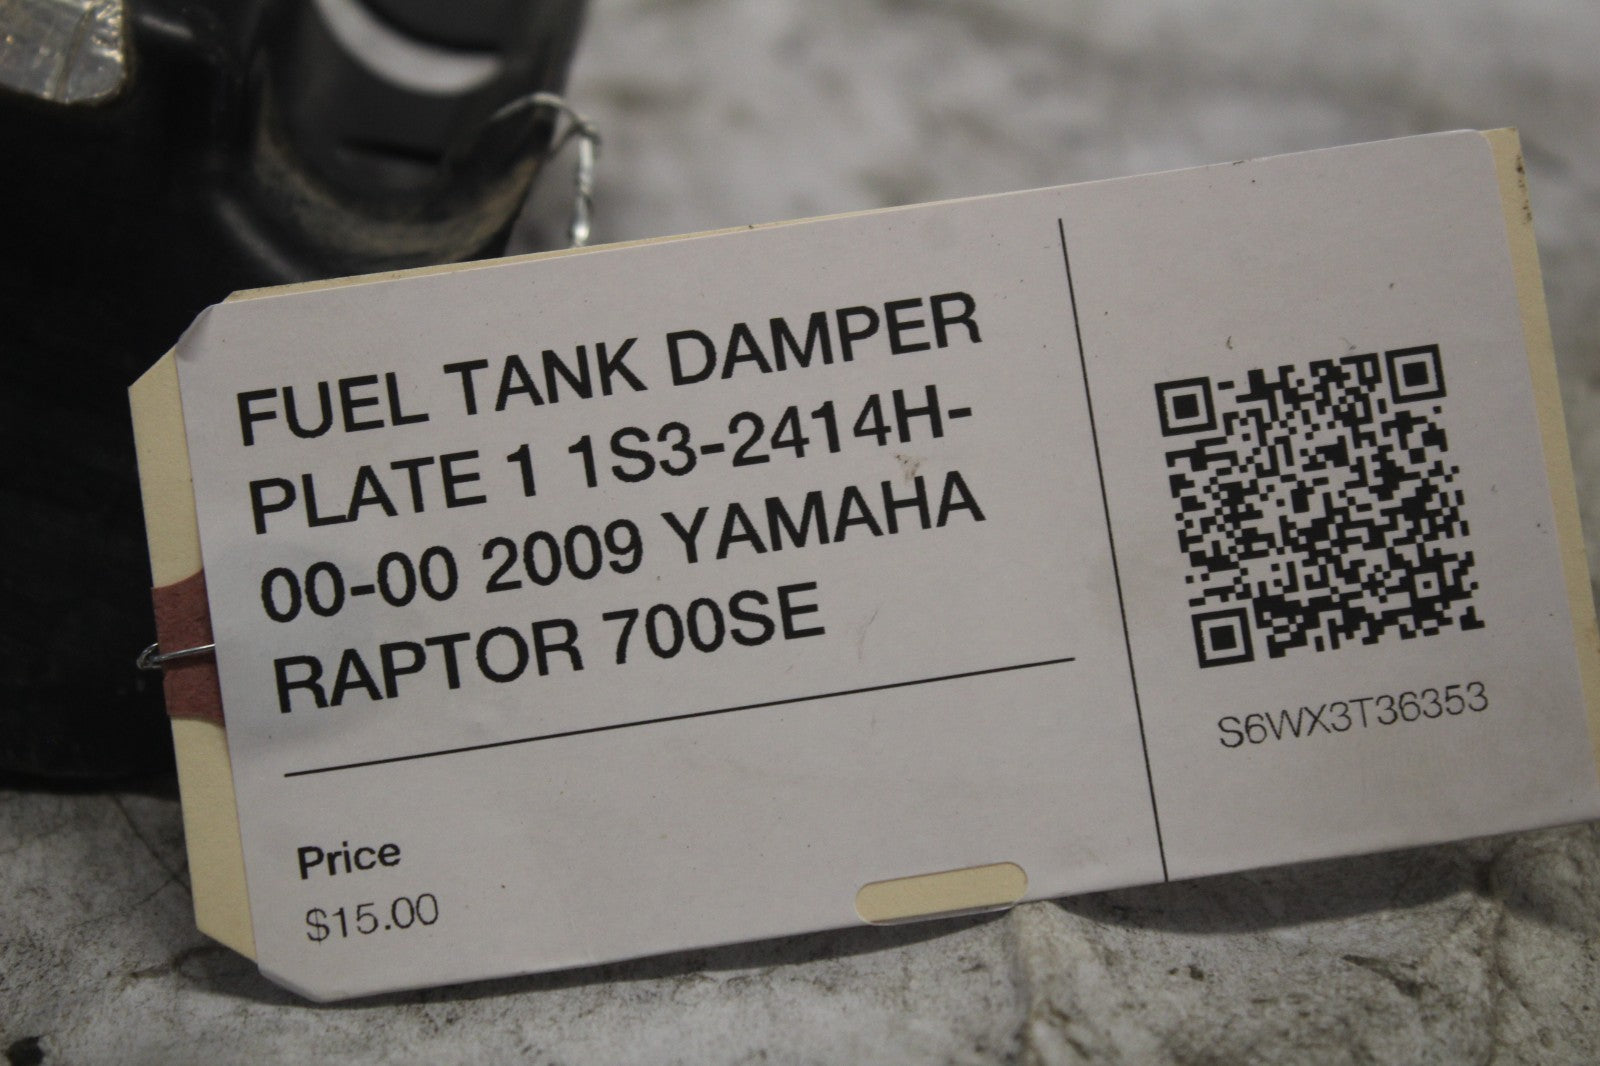 FUEL TANK DAMPER
PLATE 1 1S3-2414H-
00-00 2009 YAMAHA
RAPTOR 700SE
Price
$15.00
S6WX3T36353